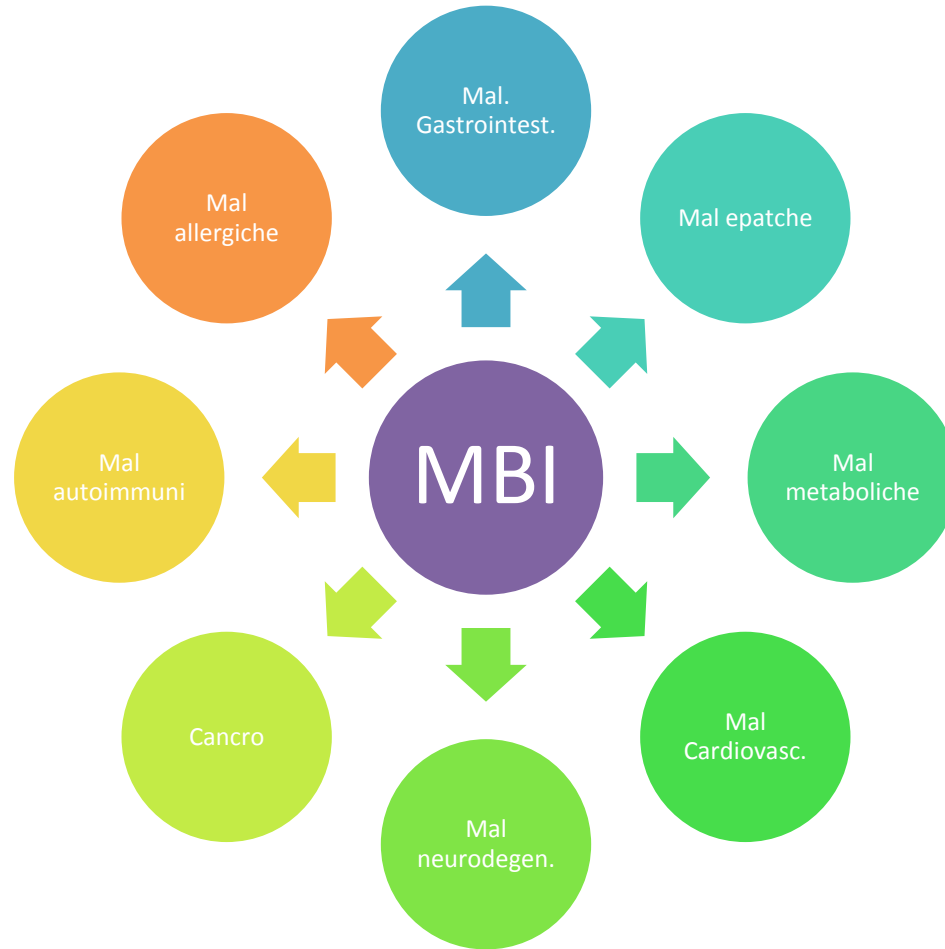 Mal.
Gastrointest.
Mal epatche
Mal
metaboliche
Mal
Cardiovasc.
Mal
neurodegen.
Cancro
Mal
autoimmuni
Mal
allergiche
MBI